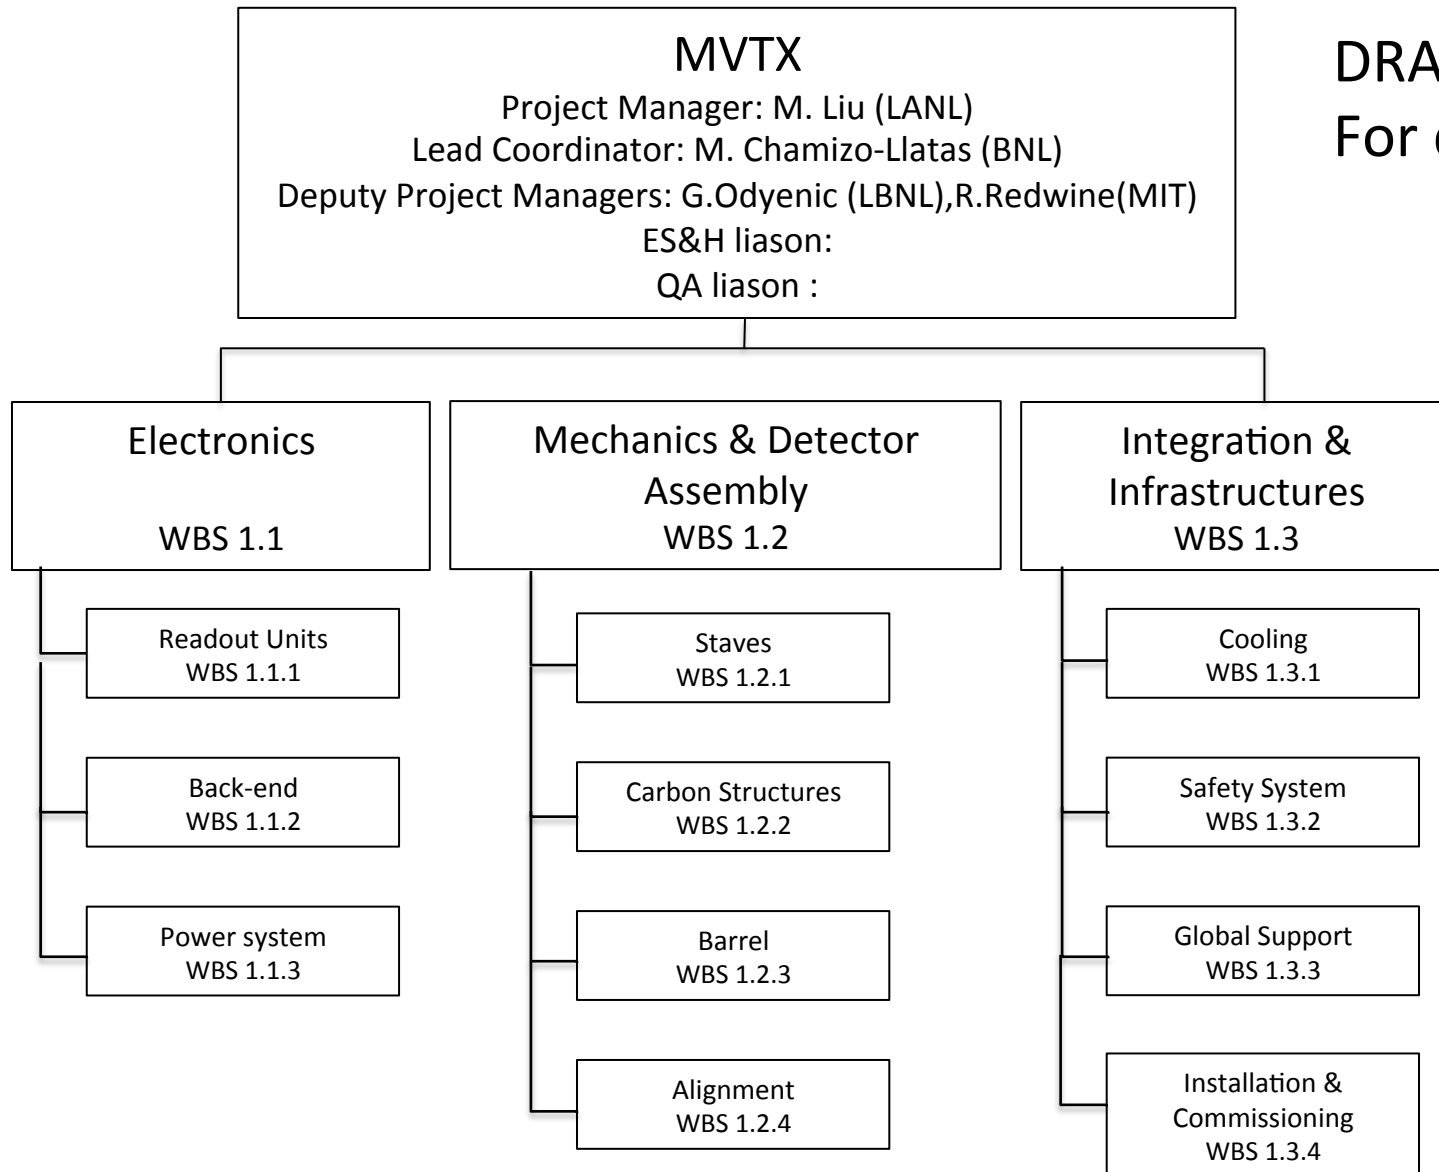 MVTX
Project Manager: M. Liu (LANL)
Lead Coordinator: M. Chamizo-Llatas (BNL)
Deputy Project Managers: G.Odyenic (LBNL),R.Redwine(MIT)
ES&H liason:
QA liason :
For
Electronics
WBS 1.1
Readout Units
WBS 1.1.1
Back-end
WBS 1.1.2
Power system
WBS 1.1.3
Mechanics & Detector
Assembly
WBS 1.2
Staves
WBS 1.2.1
Carbon Structures
WBS 1.2.2
Barrel
WBS 1.2.3
Alignment
WBS 1.2.4
Integration &
Infrastructures
WBS 1.3
Cooling
WBS 1.3.1
Safety System
WBS 1.3.2
Global Support
WBS 1.3.3
Installation &
Commissioning
WBS 1.3.4